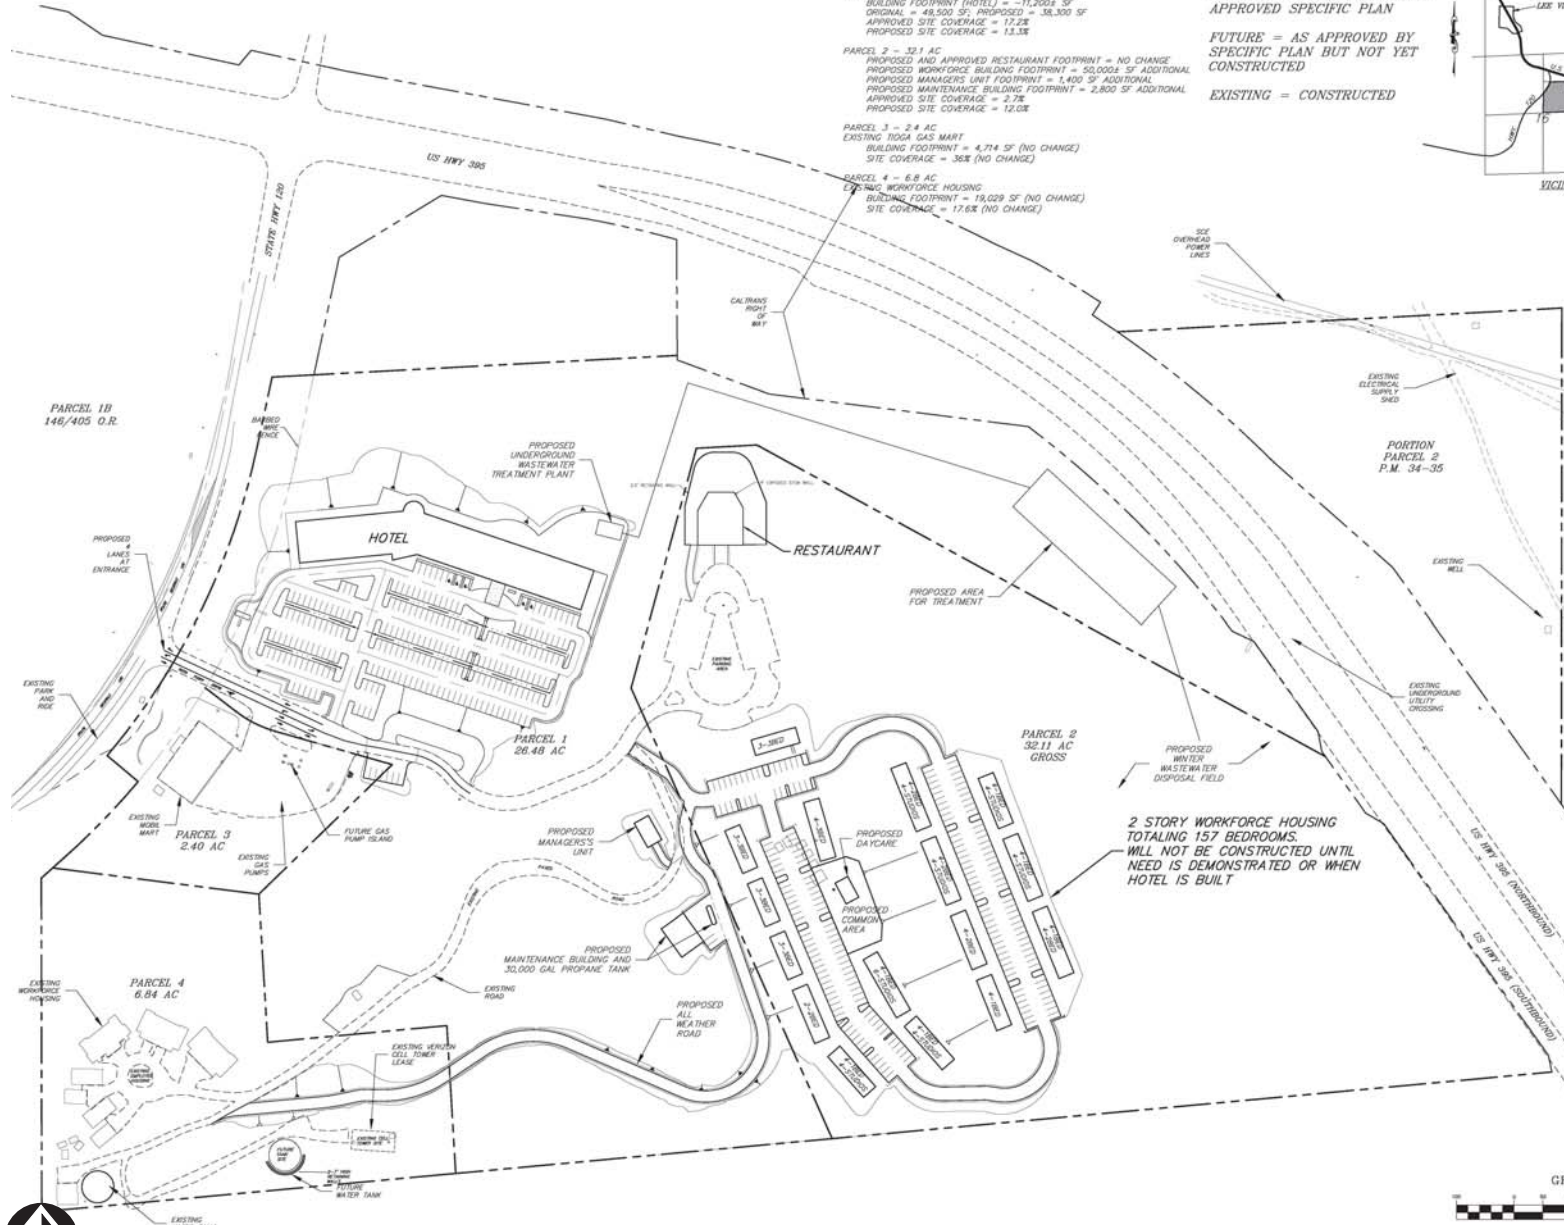 BUILDING FOOTPRINT (HOTEL) = -11,200± SF
ORIGINAL = 49,500 SF; PROPOSED = 38,300 SF
APPROVED SITE COVERAGE = 17.2%
PROPOSED SITE COVERAGE = 13.3%
PARCEL 2 - 32.1 AC
PROPOSED AND APPROVED RESTAURANT FOOTPRINT = NO CHANGE
PROPOSED WORKFORCE BUILDING FOOTPRINT = 50,000± SF ADDITIONAL
PROPOSED MANAGERS UNIT FOOTPRINT = 1,400 SF ADDITIONAL
PROPOSED MAINTENANCE BUILDING FOOTPRINT = 2,800 SF ADDITIONAL
APPROVED SITE COVERAGE = 2.7%
PROPOSED SITE COVERAGE = 12.0%
PARCEL 3 - 2.4 AC
EXISTING TIOGA GAS MART
BUILDING FOOTPRINT = 4,714 SF (NO CHANGE)
SITE COVERAGE = 36% (NO CHANGE)
PARCEL 4 - 6.8 AC
EXISTING WORKFORCE HOUSING
BUILDING FOOTPRINT = 19,029 SF (NO CHANGE)
SITE COVERAGE = 17.6% (NO CHANGE)
APPROVED SPECIFIC PLAN
FUTURE = AS APPROVED BY
SPECIFIC PLAN BUT NOT YET
CONSTRUCTED
EXISTING = CONSTRUCTED
US HWY 395
STATE HWY 120
SCE
OVERHEAD
POWER
LINES
CALTRANS
RIGHT
OF
WAY
EXISTING
ELECTRICAL
SUPPLY
SHED
PARCEL 1B
146/405 O.R.
BARBED
WIRE
FENCE
PROPOSED
UNDERGROUND
WASTEWATER
TREATMENT PLANT
PORTION
PARCEL 2
P.M. 34-35
HOTEL
RESTAURANT
PROPOSED
4
LANES
AT
ENTRANCE
PROPOSED AREA
FOR TREATMENT
EXISTING
WELL
EXISTING
PARKING
AREA
EXISTING
PARK
AND
RIDE
EXISTING
UNDERGROUND
UTILITY
CROSSING
PARCEL 1
26.48 AC
PARCEL 2
32.11 AC
GROSS
PROPOSED
WINTER
WASTEWATER
DISPOSAL FIELD
EXISTING
MOBIL
MART
PARCEL 3
2.40 AC
FUTURE GAS
PUMP ISLAND
EXISTING
GAS
PUMPS
PROPOSED
MANAGERS'S
UNIT
PROPOSED
DAYCARE
PROPOSED
COMMON
AREA
2 STORY WORKFORCE HOUSING
TOTALING 157 BEDROOMS.
WILL NOT BE CONSTRUCTED UNTIL
NEED IS DEMONSTRATED OR WHEN
HOTEL IS BUILT
US HWY 395 (NORTHBOUND)
US HWY 395 (SOUTHBOUND)
PROPOSED
MAINTENANCE BUILDING AND
30,000 GAL PROPANE TANK
EXISTING
WORKFORCE
HOUSING
PARCEL 4
6.84 AC
EXISTING
ROAD
PROPOSED
ALL
WEATHER
ROAD
EXISTING VERIZON
CELL TOWER
LEASE
EXISTING CELL
TOWER SITE
FUTURE
TANK
SITE
FUTURE
WATER TANK
EXISTING